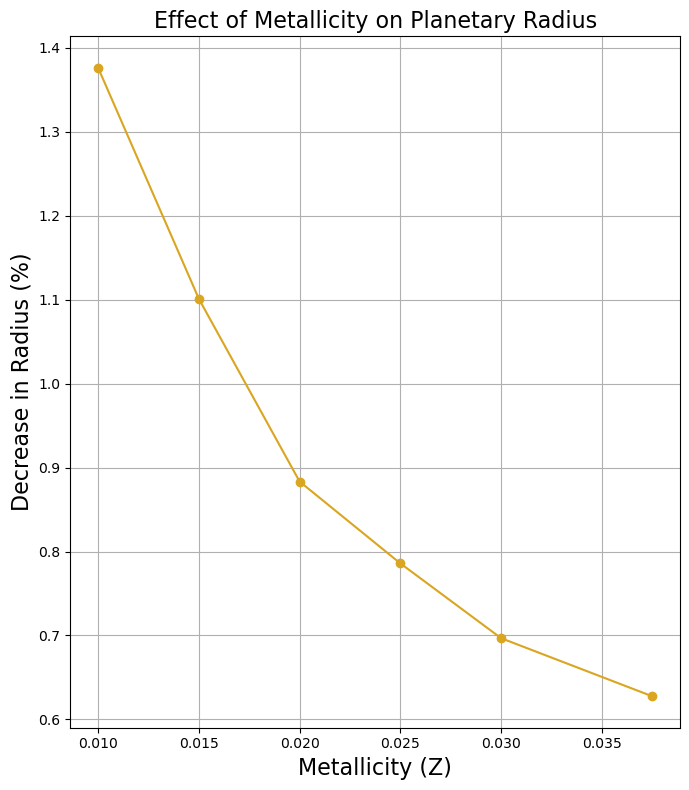 Effect of Metallicity on Planetary Radius
1.4
1.3
1.2
1.1
1.0
0.9
0.8
0.7
0.6
Decrease in Radius (%)
0.010 0.015 0.020 0.025 0.030 0.035
Metallicity (Z)